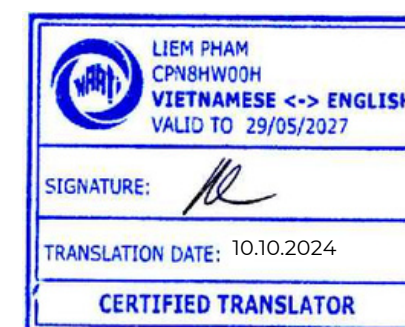 NAATI
LIEM PHAM
CPN8HW00H
VIETNAMESE <-> ENGLISH
VALID TO 29/05/2027
SIGNATURE:
TRANSLATION DATE: 10.10.2024
CERTIFIED TRANSLATOR